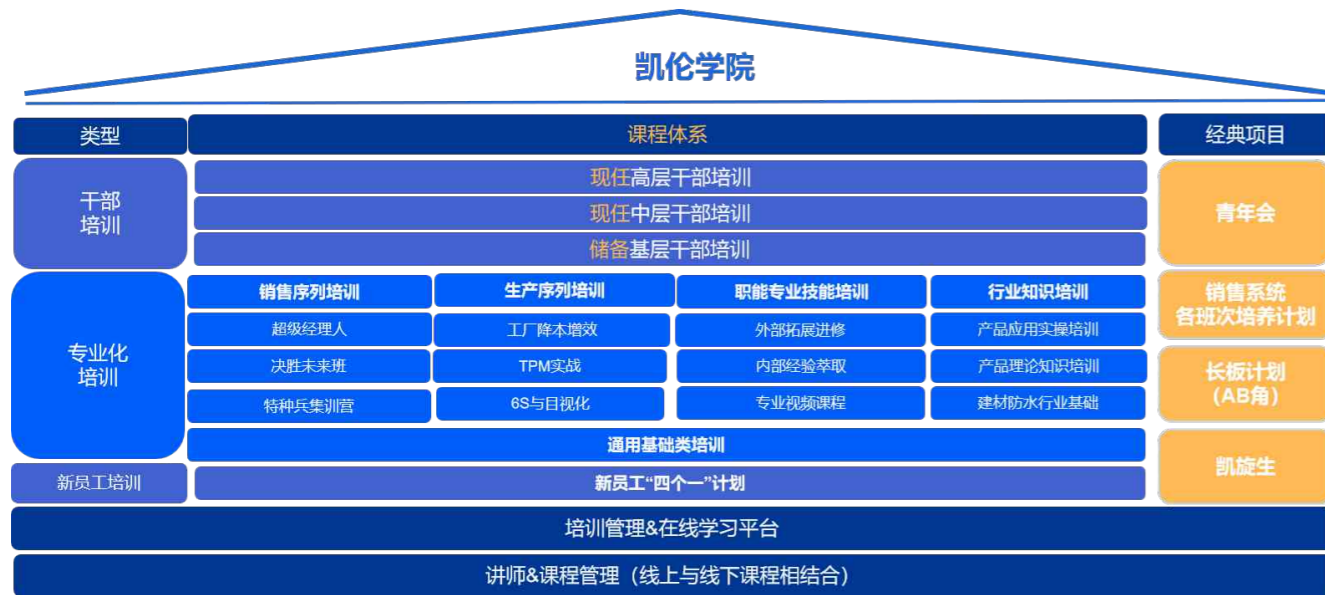 凯伦学院
类型
课程体系
经典项目
干部
培训
现任高层干部培训
现任中层干部培训
储备基层干部培训
青年会
专业化
培训
销售序列培训
生产序列培训
职能专业技能培训
行业知识培训
超级经理人
工厂降本增效
外部拓展进修
产品应用实操培训
决胜未来班
TPM实战
内部经验萃取
产品理论知识培训
特种兵集训营
6S与目视化
专业视频课程
建材防水行业基础
通用基础类培训
销售系统
各班次培养计划
长板计划
(AB角)
新员工培训
新员工“四个一”计划
凯旋生
培训管理&在线学习平台
讲师&课程管理（线上与线下课程相结合）